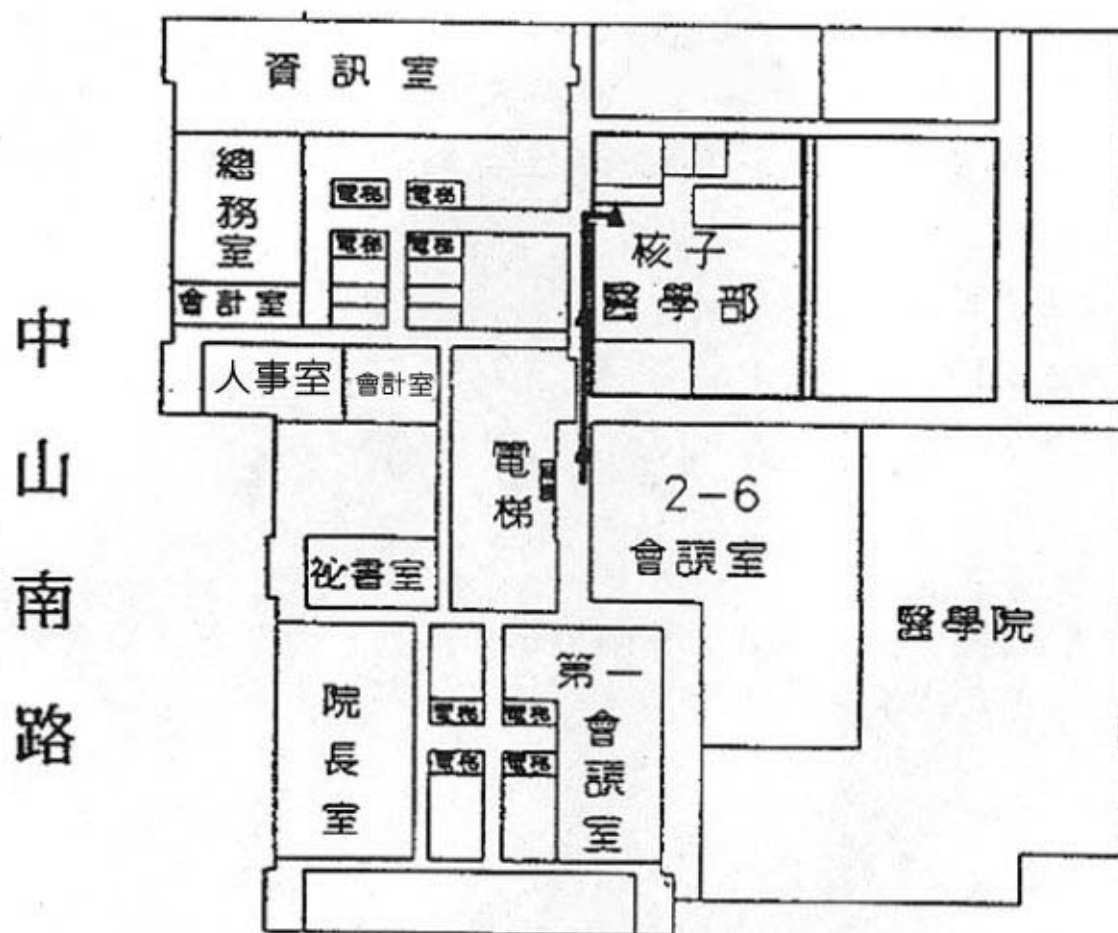 資訊室
總務室
電梯 電梯
電梯 電梯
會計室
人事室 會計室
核子
醫學部
中山南路
電梯
2-6
會議室
祕書室
醫學院
院長室
第一會議室
電梯 電梯
電梯 電梯